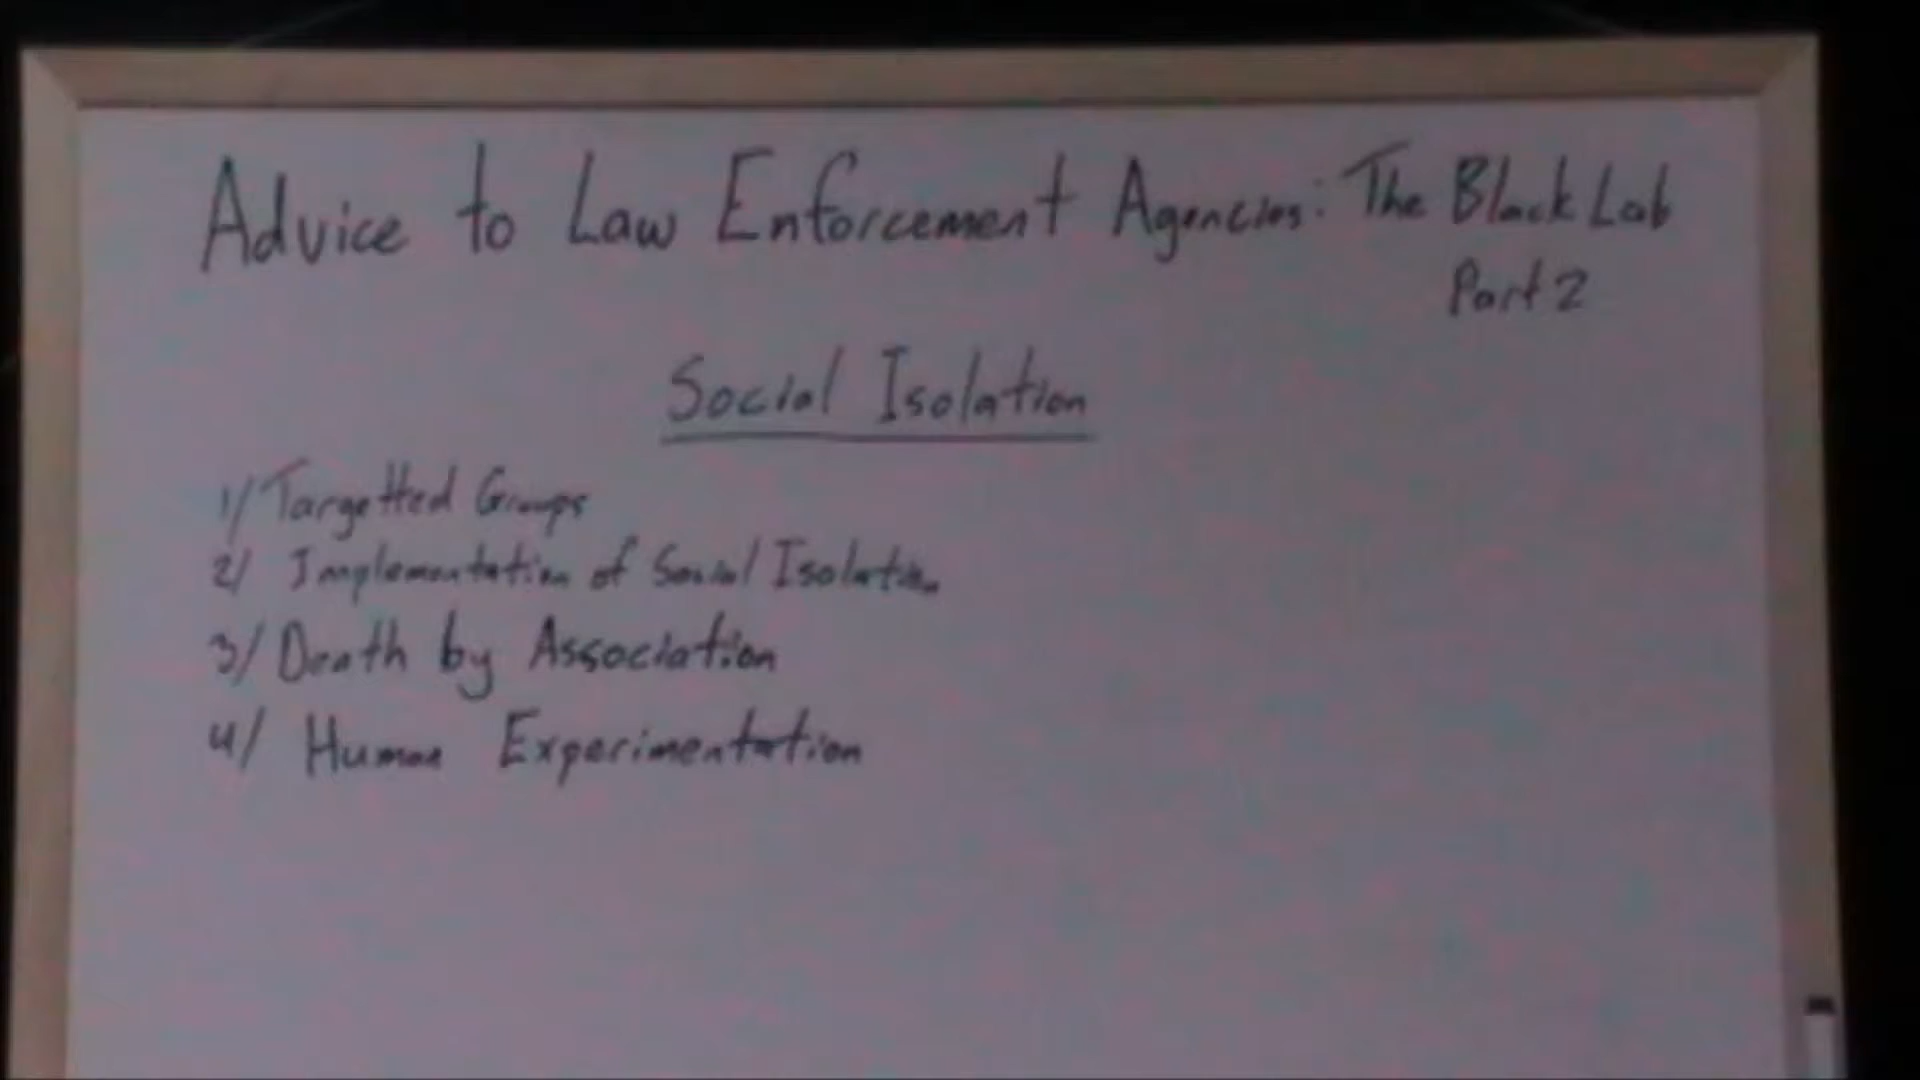 Advice to Law Enforcement Agencies: The Black Lab
Part 2
Social Isolation
1/ Targetted Groups
2/ Implementation of Social Isolation
3/ Death by Association
4/ Human Experimentation